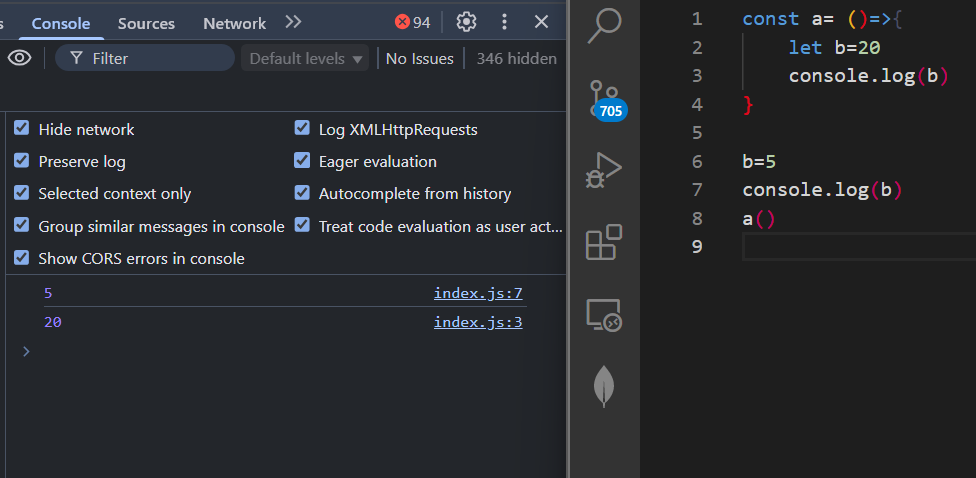 s Console Sources Network 94
Filter Default levels ▼ No Issues 346 hidden
Hide network Log XMLHttpRequests
Preserve log Eager evaluation
Selected context only Autocomplete from history
Group similar messages in console Treat code evaluation as user act...
Show CORS errors in console
5 index.js:7
20 index.js:3
705
1 const a= ()=>{
2 let b=20
3 console.log(b)
4 }
5
6 b=5
7 console.log(b)
8 a()
9